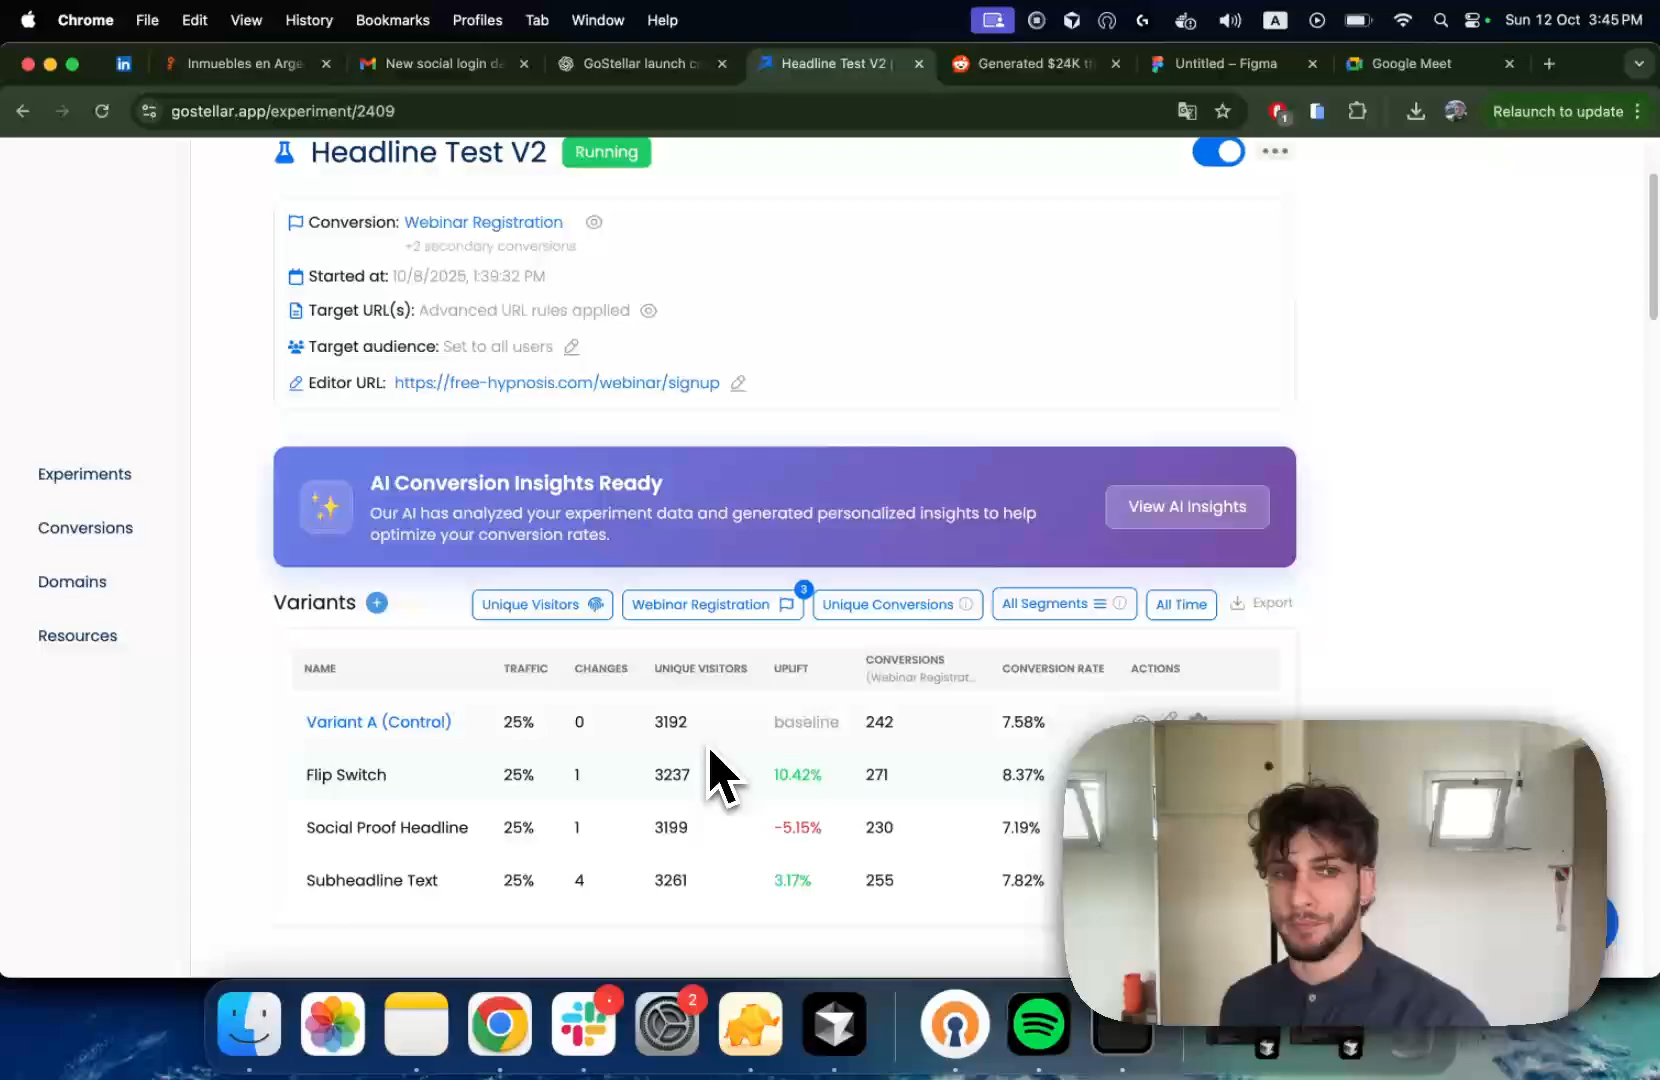 Chrome File Edit View History Bookmarks Profiles Tab Window Help A Sun 12 Oct 3:45 PM
in Inmuebles en Arge New social login de GoStellar launch cr Headline Test V2 | Generated $24K th Untitled – Figma Google Meet
gostellar.app/experiment/2409 1 Relaunch to update
Headline Test V2 Running
Conversion: Webinar Registration
+2 secondary conversions
Started at: 10/8/2025, 1:39:32 PM
Target URL(s): Advanced URL rules applied
Target audience: Set to all users
Editor URL: https://free-hypnosis.com/webinar/signup
Experiments
Conversions
Domains
Resources
AI Conversion Insights Ready
Our AI has analyzed your experiment data and generated personalized insights to help
optimize your conversion rates.
View AI Insights
Variants Unique Visitors Webinar Registration 3 Unique Conversions All Segments All Time Export
NAME TRAFFIC CHANGES UNIQUE VISITORS UPLIFT CONVERSIONS (Webinar Registrat... CONVERSION RATE ACTIONS
Variant A (Control) 25% 0 3192 baseline 242 7.58%
Flip Switch 25% 1 3237 10.42% 271 8.37%
Social Proof Headline 25% 1 3199 -5.15% 230 7.19%
Subheadline Text 25% 4 3261 3.17% 255 7.82%
2